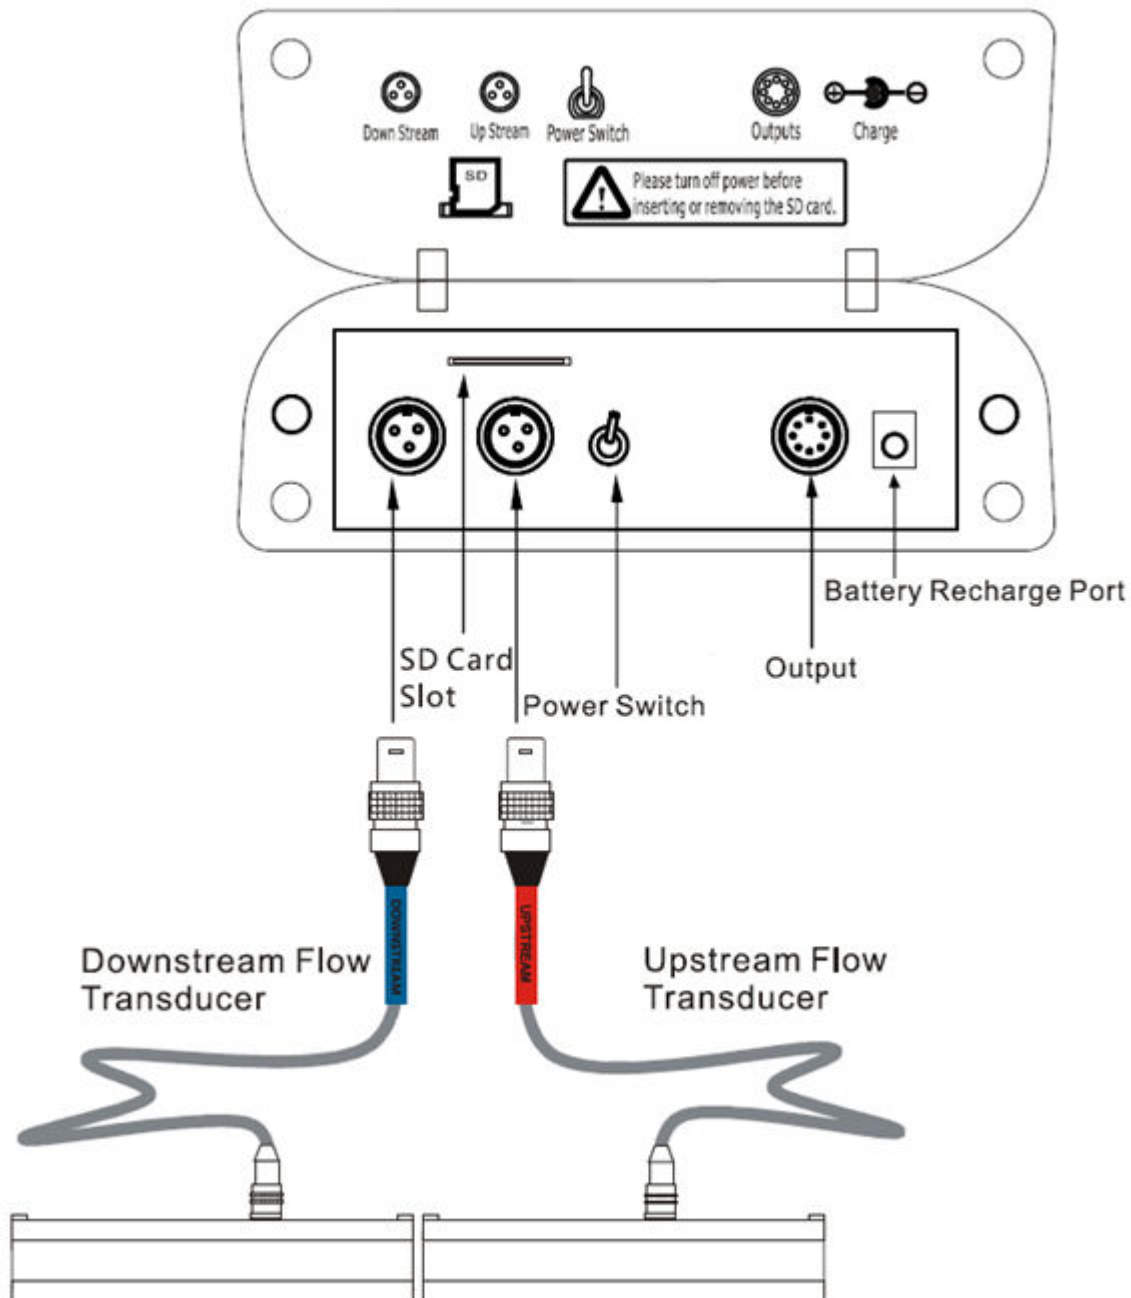 Down Stream
Up Stream
Power Switch
Outputs
Charge
SD
Please turn off power before
inserting or removing the SD card.
Battery Recharge Port
SD Card
Slot
Output
Power Switch
DOWNSTREAM
UPSTREAM
Downstream Flow
Transducer
Upstream Flow
Transducer